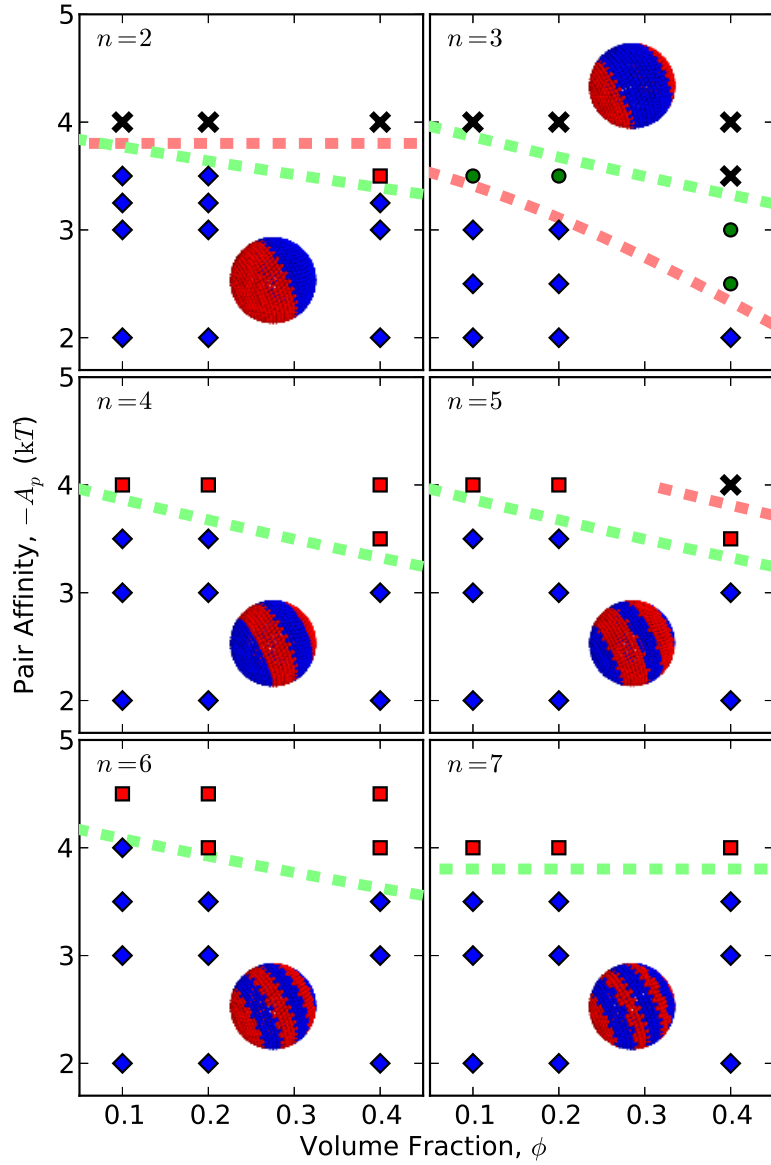 5
n=2
n=3
4
3
2
5
n=4
n=5
4
3
2
5
n=6
n=7
4
3
2
0.1 0.2 0.3 0.4 0.1 0.2 0.3 0.4
Pair Affinity, −A_p (kT)
Volume Fraction, ϕ